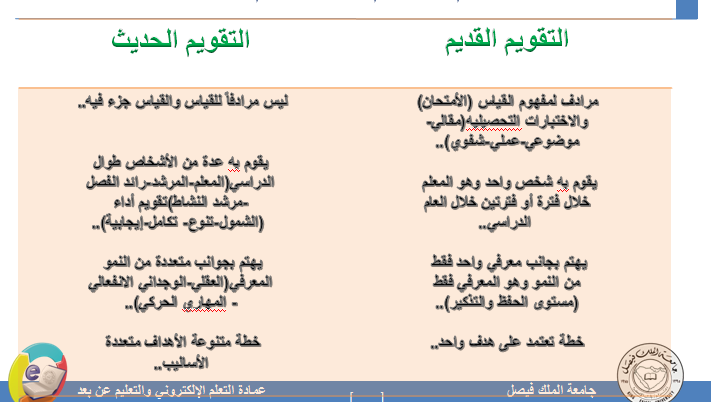 التقويم القديم
التقويم الحديث
مرادف لمفهوم القياس (الأمتحان)
والاختبارات التحصيليه(مقالي-
موضوعي-عملي-شفوي)..
يقوم به شخص واحد وهو المعلم
خلال فترة أو فترتين خلال العام
الدراسي..
يهتم بجانب معرفي واحد فقط
من النمو وهو المعرفي فقط
(مستوى الحفظ والتذكير)..
خطة تعتمد على هدف واحد..
ليس مرادفاً للقياس والقياس جزء فيه..
يقوم به عدة من الأشخاص طوال
الدراسي(المعلم-المرشد-رائد الفصل
-مرشد النشاط)تقويم أداء
(الشمول-تنوع- تكامل-إيجابية)..
يهتم بجوانب متعددة من النمو
المعرفي(العقلي-الوجداني الانفعالي
- المهاري الحركي)..
خطة متنوعة الأهداف متعددة
الأساليب..
جامعة الملك فيصل
[ ]
عمادة التعلم الإلكتروني والتعليم عن بعد